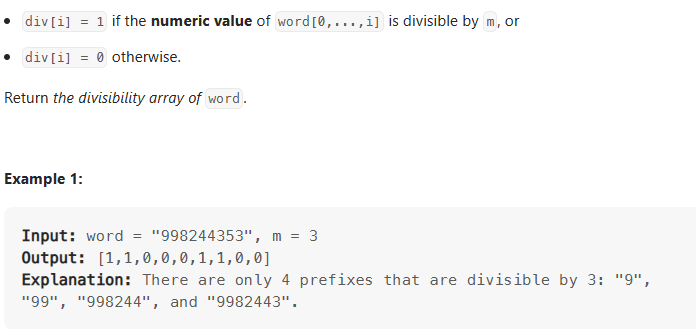 • div[i] = 1 if the numeric value of word[0,...,i] is divisible by m, or
• div[i] = 0 otherwise.
Return the divisibility array of word.
Example 1:
Input: word = "998244353", m = 3
Output: [1,1,0,0,0,1,1,0,0]
Explanation: There are only 4 prefixes that are divisible by 3: "9",
"99", "998244", and "9982443".